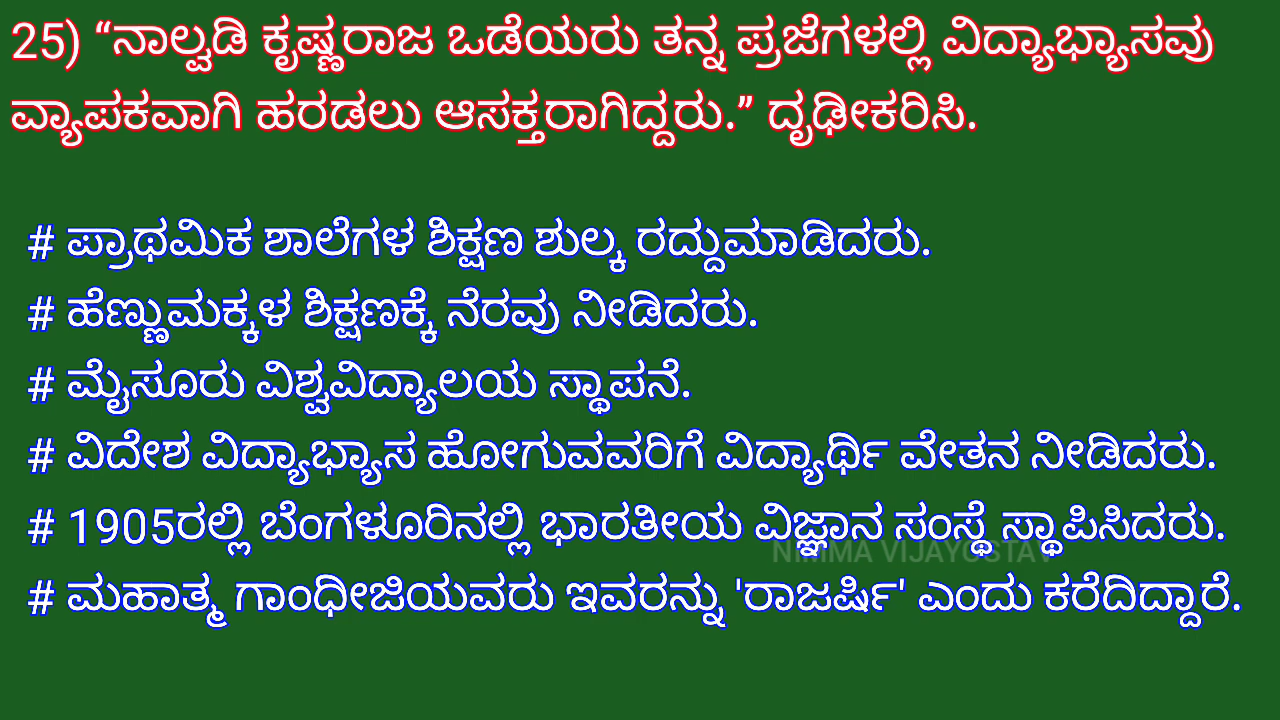 25) “ನಾಲ್ವಡಿ ಕೃಷ್ಣರಾಜ ಒಡೆಯರು ತನ್ನ ಪ್ರಜೆಗಳಲ್ಲಿ ವಿದ್ಯಾಭ್ಯಾಸವು
ವ್ಯಾಪಕವಾಗಿ ಹರಡಲು ಆಸಕ್ತರಾಗಿದ್ದರು.” ದೃಢೀಕರಿಸಿ.
# ಪ್ರಾಥಮಿಕ ಶಾಲೆಗಳ ಶಿಕ್ಷಣ ಶುಲ್ಕ ರದ್ದುಮಾಡಿದರು.
# ಹೆಣ್ಣುಮಕ್ಕಳ ಶಿಕ್ಷಣಕ್ಕೆ ನೆರವು ನೀಡಿದರು.
# ಮೈಸೂರು ವಿಶ್ವವಿದ್ಯಾಲಯ ಸ್ಥಾಪನೆ.
# ವಿದೇಶ ವಿದ್ಯಾಭ್ಯಾಸ ಹೋಗುವವರಿಗೆ ವಿದ್ಯಾರ್ಥಿ ವೇತನ ನೀಡಿದರು.
# 1905ರಲ್ಲಿ ಬೆಂಗಳೂರಿನಲ್ಲಿ ಭಾರತೀಯ ವಿಜ್ಞಾನ ಸಂಸ್ಥೆ ಸ್ಥಾಪಿಸಿದರು.
NIMMA VIJAYOSTAV
# ಮಹಾತ್ಮ ಗಾಂಧೀಜಿಯವರು ಇವರನ್ನು 'ರಾಜರ್ಷಿ' ಎಂದು ಕರೆದಿದ್ದಾರೆ.